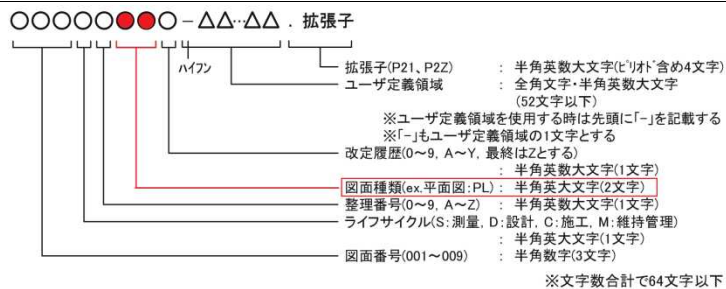 ○○○○○●●○-△△…△△．拡張子
ハイフン
拡張子(P21、P2Z)　：半角英数大文字(ピリオド含め4文字)
ユーザ定義領域　：全角文字・半角英数大文字
(52文字以下)
※ユーザ定義領域を使用する時は先頭に「-」を記載する
※「-」もユーザ定義領域の1文字とする
改定履歴(0～9, A～Y, 最終はZとする)
：半角英数大文字(1文字)
図面種類(ex.平面図:PL)：半角英大文字(2文字)
整理番号(0～9, A～Z)：半角英数大文字(1文字)
ライフサイクル(S:測量, D:設計, C:施工, M:維持管理)
：半角英大文字(1文字)
図面番号(001～009)　：半角数字(3文字)
※文字数合計で64文字以下